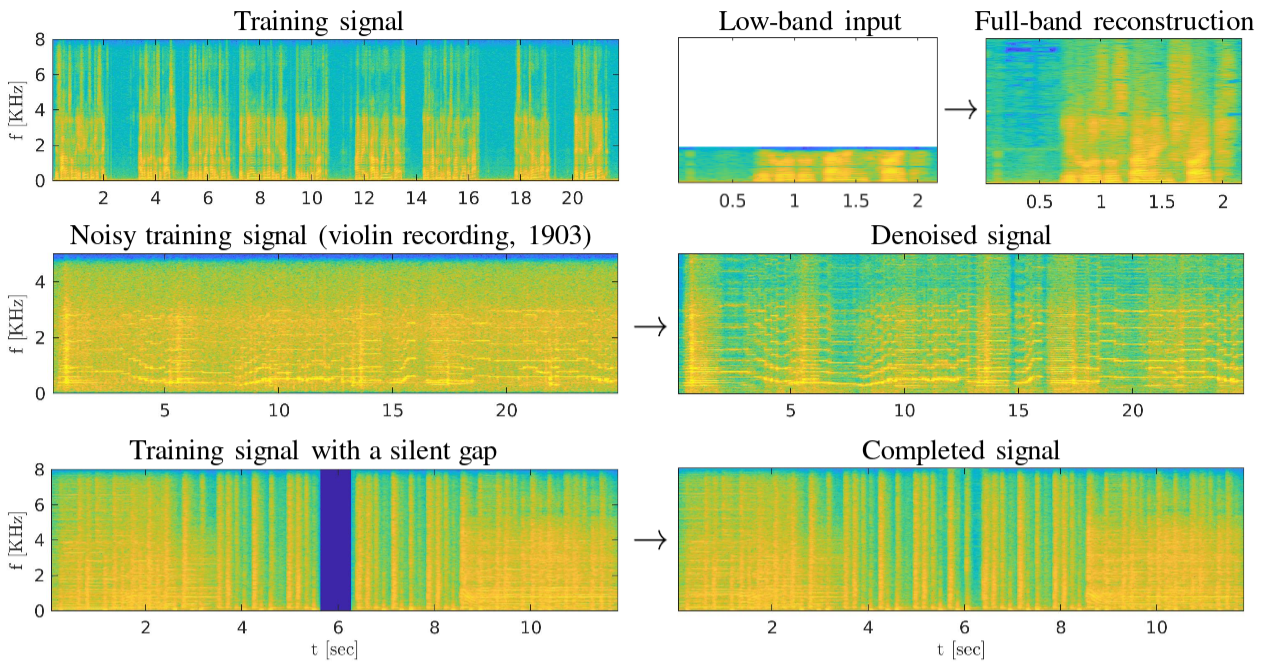 Training signal
Low-band input
Full-band reconstruction
f [KHz]
8
6
4
2
0
2 4 6 8 10 12 14 16 18 20
→
0.5 1 1.5 2
0.5 1 1.5 2
Noisy training signal (violin recording, 1903)
Denoised signal
f [KHz]
4
2
0
→
5 10 15 20
5 10 15 20
Training signal with a silent gap
Completed signal
f [KHz]
8
6
4
2
0
→
2 4 6 8 10
2 4 6 8 10
t [sec]
t [sec]